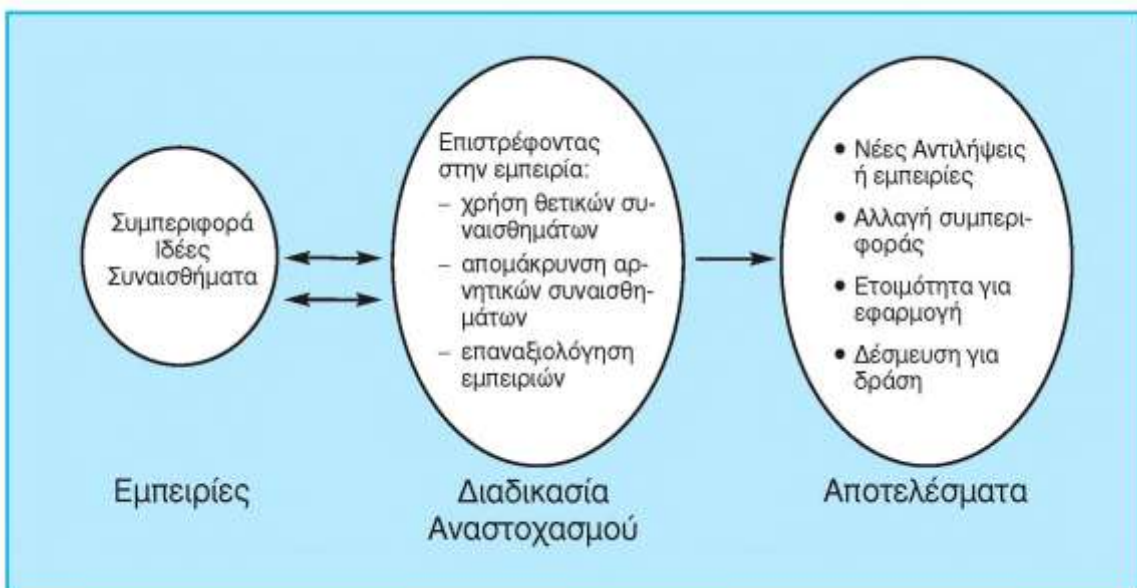 Συμπεριφορά
Ιδέες
Συναισθήματα
Επιστρέφοντας
στην εμπειρία:
– χρήση θετικών συ-
ναισθημάτων
– απομάκρυνση αρ-
νητικών συναισθη-
μάτων
– επαναξιολόγηση
εμπειριών
• Νέες Αντιλήψεις
ή εμπειρίες
• Αλλαγή συμπερι-
φοράς
• Ετοιμότητα για
εφαρμογή
• Δέσμευση για
δράση
Εμπειρίες
Διαδικασία
Αναστοχασμού
Αποτελέσματα